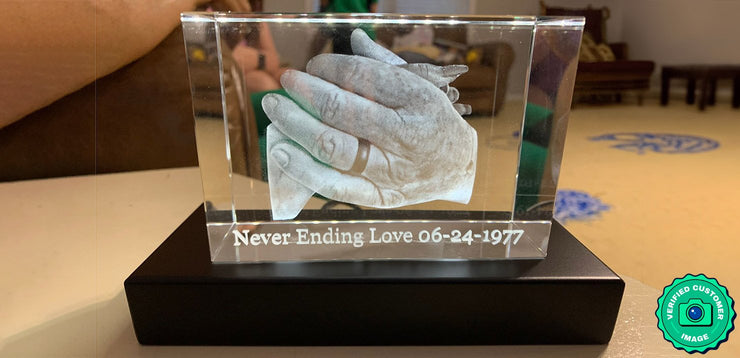 Never Ending Love 06-24-1977
VERIFIED CUSTOMER
IMAGE